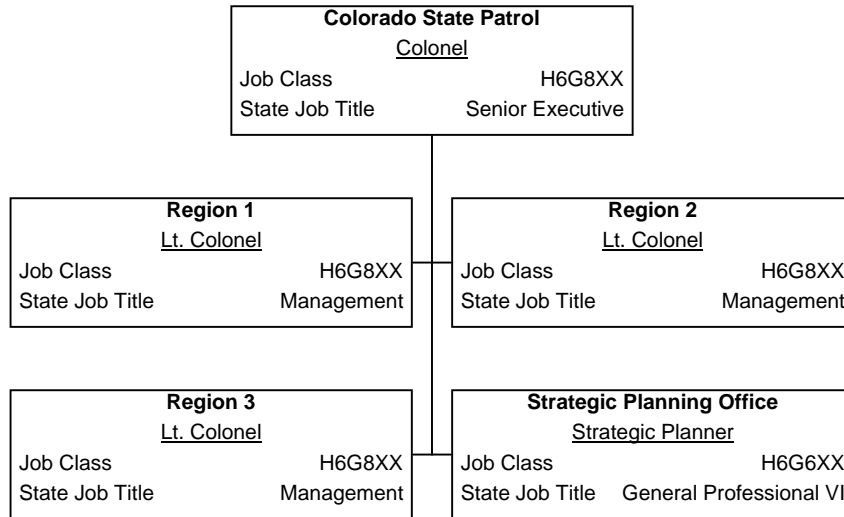 Colorado State Patrol
Colonel
Job Class H6G8XX
State Job Title Senior Executive
Region 1
Lt. Colonel
Job Class H6G8XX
State Job Title Management
Region 2
Lt. Colonel
Job Class H6G8XX
State Job Title Management
Region 3
Lt. Colonel
Job Class H6G8XX
State Job Title Management
Strategic Planning Office
Strategic Planner
Job Class H6G6XX
State Job Title General Professional VI